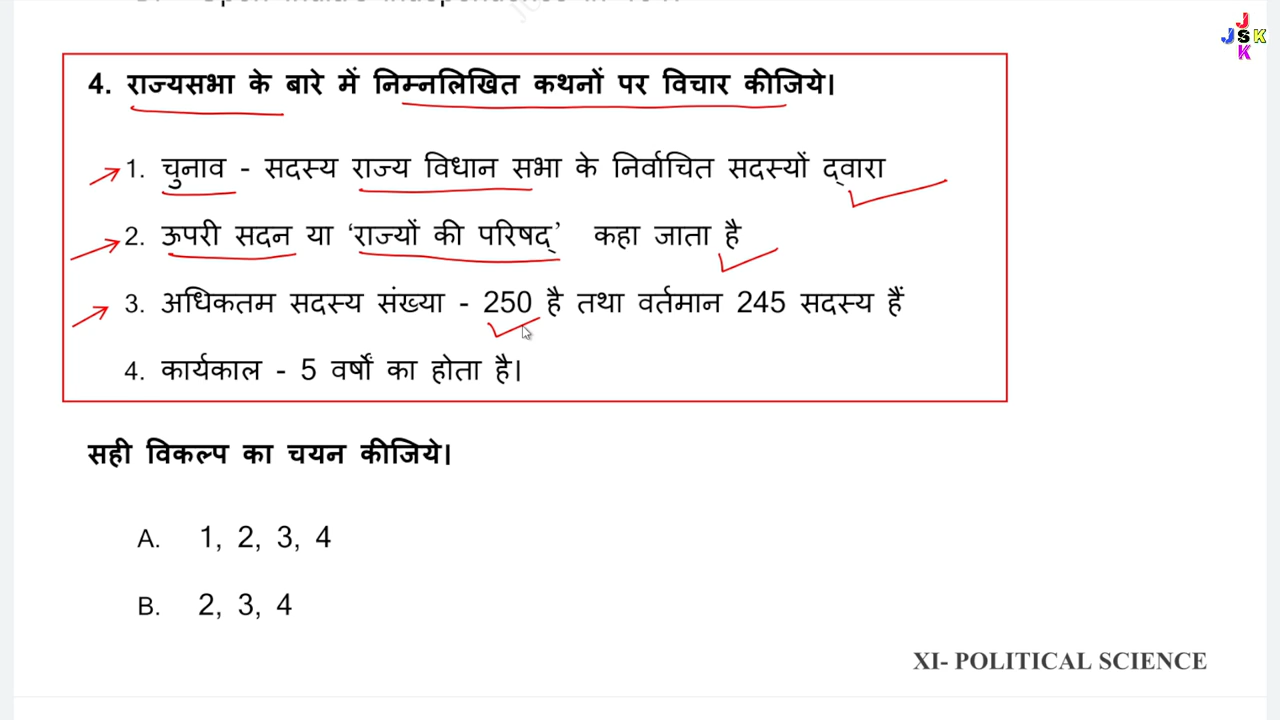 J
JSK
K
4. राज्यसभा के बारे में निम्नलिखित कथनों पर विचार कीजिये।
1. चुनाव - सदस्य राज्य विधान सभा के निर्वाचित सदस्यों द्वारा
2. ऊपरी सदन या ‘राज्यों की परिषद्’ कहा जाता है
3. अधिकतम सदस्य संख्या - 250 है तथा वर्तमान 245 सदस्य हैं
4. कार्यकाल - 5 वर्षों का होता है।
सही विकल्प का चयन कीजिये।
A. 1, 2, 3, 4
B. 2, 3, 4
XI- POLITICAL SCIENCE